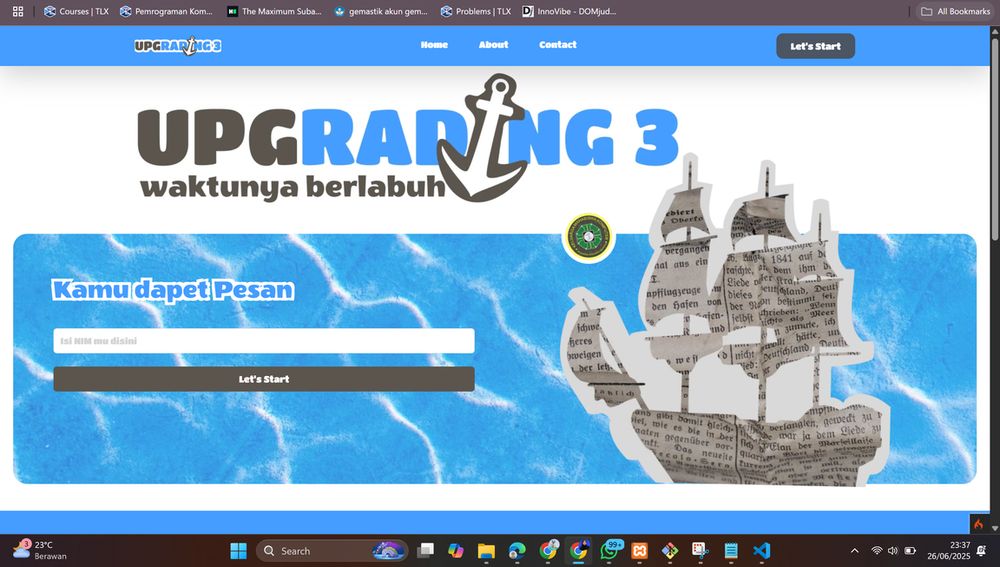 Courses | TLX
Pemrograman Kom...
The Maximum Suba...
gemastik akun gem...
Problems | TLX
InnoVibe - DOMjud...
All Bookmarks
UPGRADING 3
Home
About
Contact
Let's Start
UPGRADING 3
waktunya berlabuh
Kamu dapet Pesan
Isi NIM mu disini
Let's Start
3
23°C
Berawan
Search
99+
23:37
26/06/2025